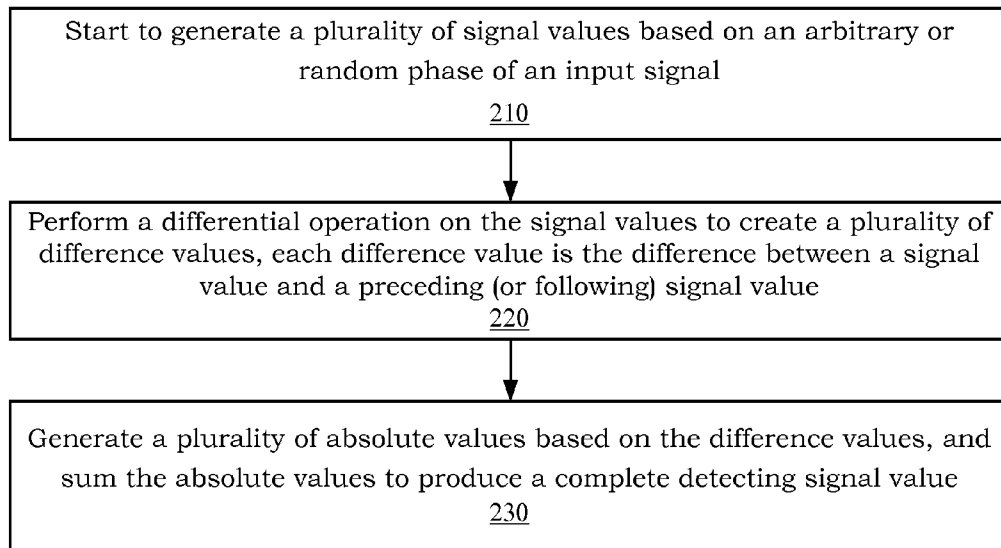 Start to generate a plurality of signal values based on an arbitrary or
random phase of an input signal
210
Perform a differential operation on the signal values to create a plurality of
difference values, each difference value is the difference between a signal
value and a preceding (or following) signal value
220
Generate a plurality of absolute values based on the difference values, and
sum the absolute values to produce a complete detecting signal value
230